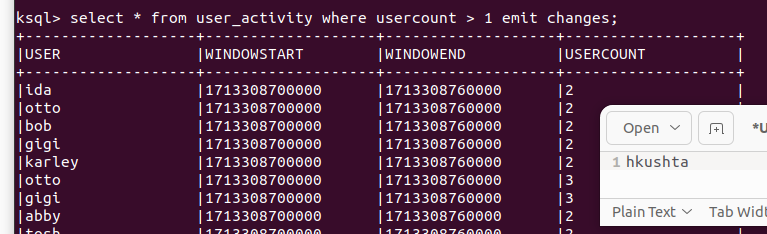 ksql> select * from user_activity where usercount > 1 emit changes;
+-------------------+-------------------+-------------------+-------------------+
|USER |WINDOWSTART |WINDOWEND |USERCOUNT |
+-------------------+-------------------+-------------------+-------------------+
|ida |1713308700000 |1713308760000 |2 |
|otto |1713308700000 |1713308760000 |2
|bob |1713308700000 |1713308760000 |2
|gigi |1713308700000 |1713308760000 |2
|karley |1713308700000 |1713308760000 |2
|otto |1713308700000 |1713308760000 |3
|gigi |1713308700000 |1713308760000 |3
|abby |1713308700000 |1713308760000 |2
Open
*U
1 hkushta
Plain Text Tab Widt